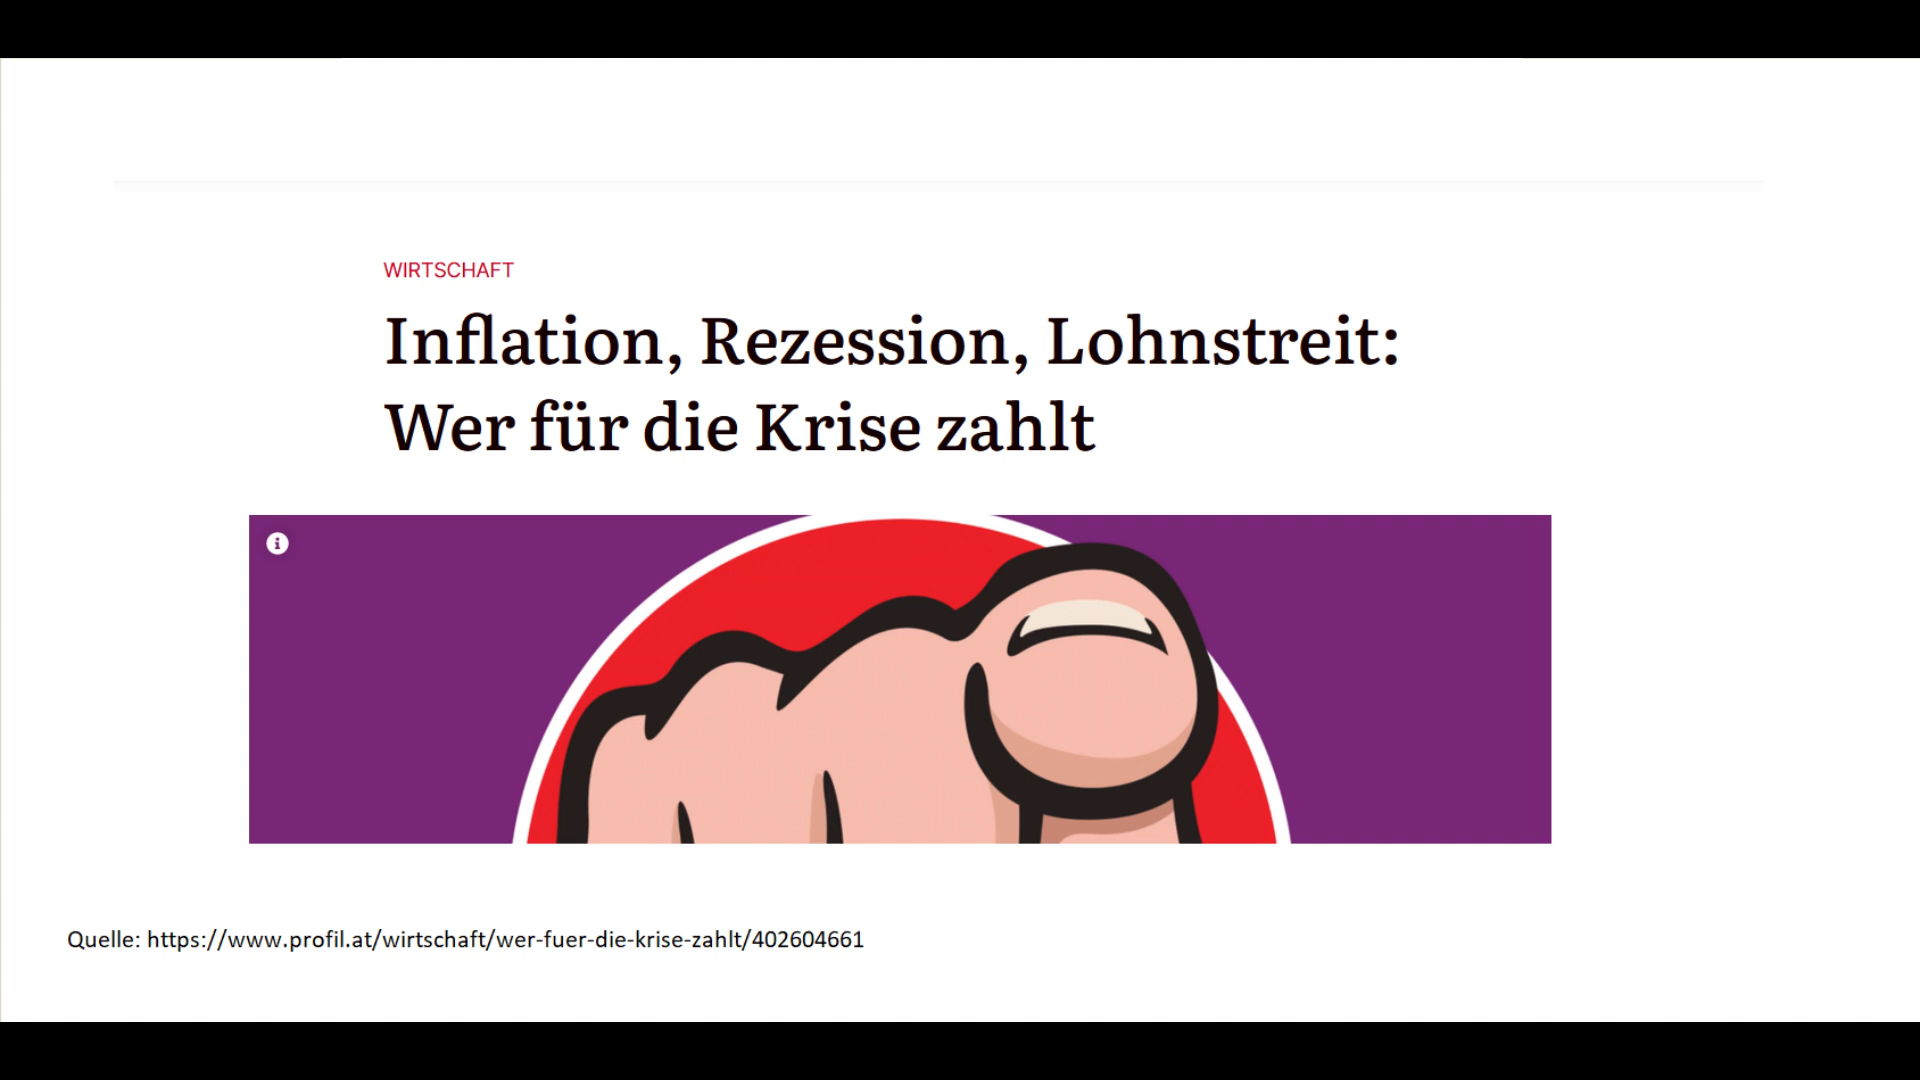 WIRTSCHAFT
Inflation, Rezession, Lohnstreit:
Wer für die Krise zahlt
i
Quelle: https://www.profil.at/wirtschaft/wer-fuer-die-krise-zahlt/402604661